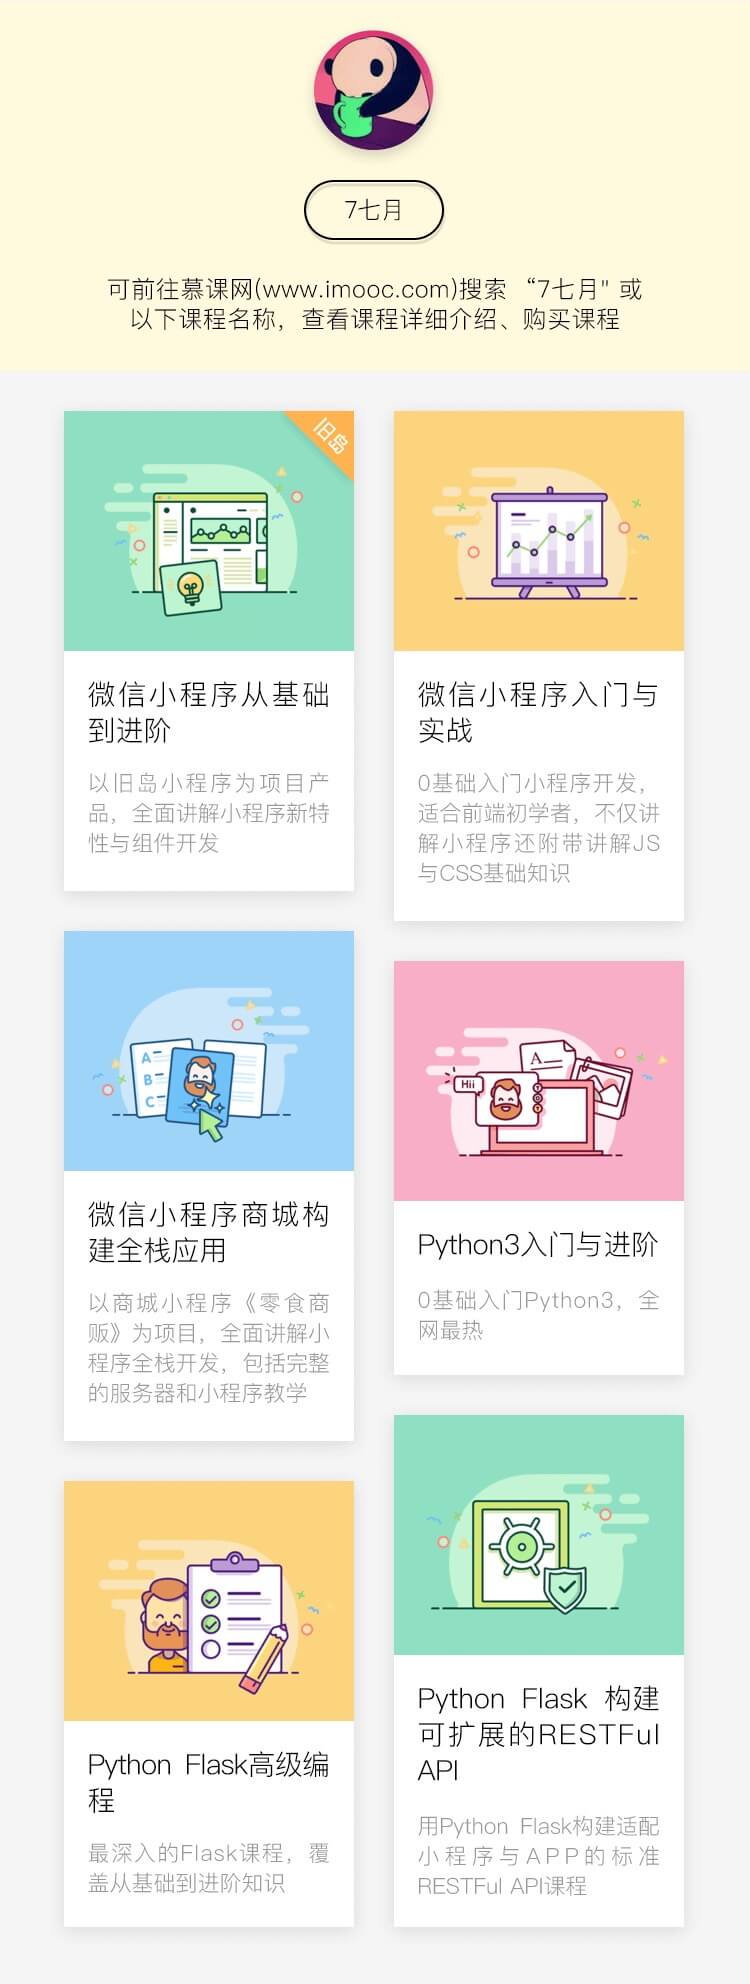 7七月
可前往慕课网(www.imooc.com)搜索 “7七月" 或
以下课程名称，查看课程详细介绍、购买课程
旧岛
微信小程序从基础
到进阶
以旧岛小程序为项目产
品，全面讲解小程序新特
性与组件开发
微信小程序入门与
实战
0基础入门小程序开发，
适合前端初学者，不仅讲
解小程序还附带讲解JS
与CSS基础知识
A
B
C
微信小程序商城构
建全栈应用
以商城小程序《零食商
贩》为项目，全面讲解小
程序全栈开发，包括完整
的服务器和小程序教学
A
Hii
Python3入门与进阶
0基础入门Python3，全
网最热
Python Flask高级编
程
最深入的Flask课程，覆
盖从基础到进阶知识
Python Flask 构建
可扩展的RESTFul
API
用Python Flask构建适配
小程序与APP的标准
RESTFul API课程